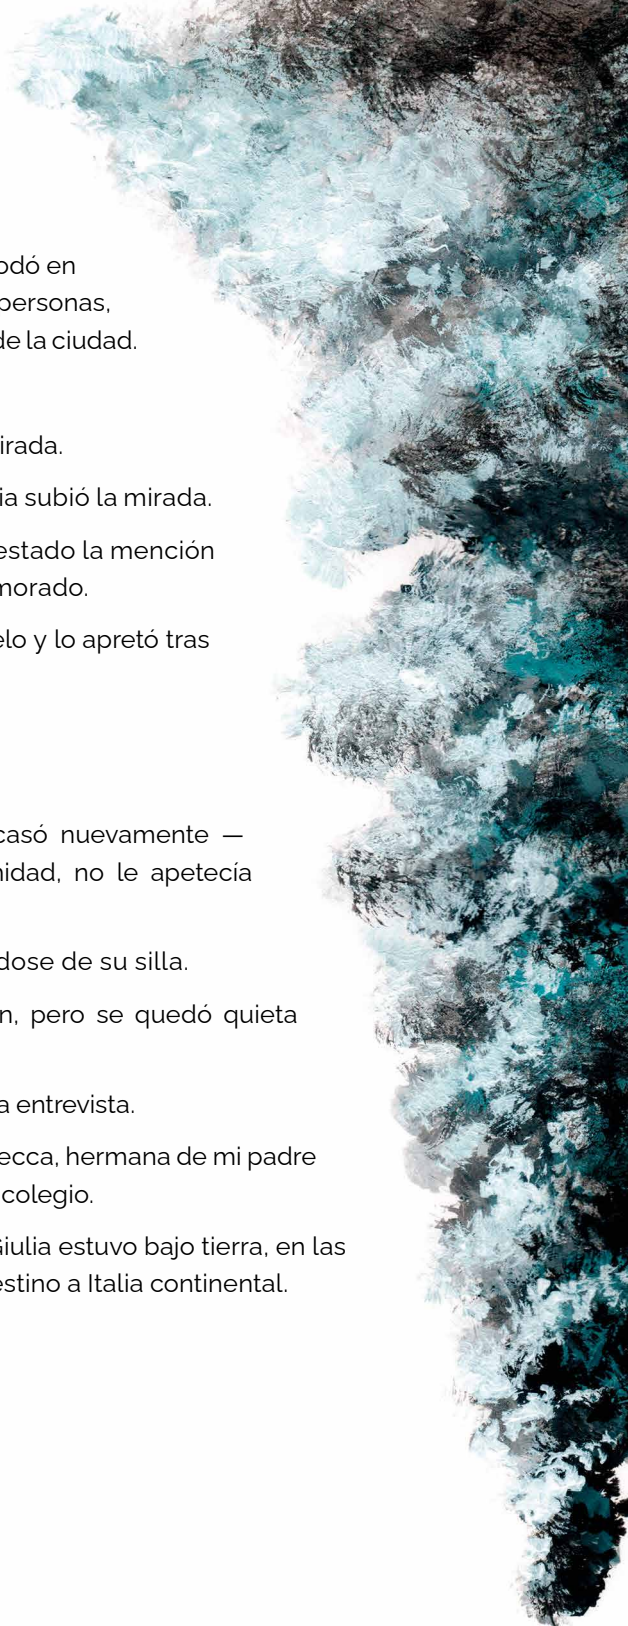 odó en
personas,
de la ciudad.
irada.
ia subió la mirada.
estado la mención
morado.
elo y lo apretó tras
casó nuevamente —
nidad, no le apetecía
dose de su silla.
n, pero se quedó quieta
a entrevista.
ecca, hermana de mi padre
colegio.
Giulia estuvo bajo tierra, en las
estino a Italia continental.